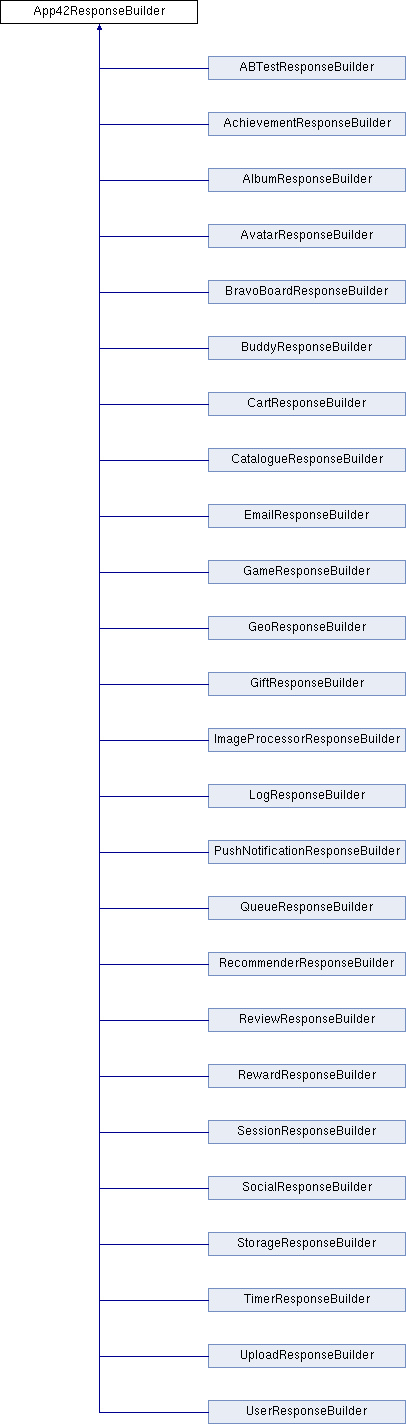 App42ResponseBuilder
ABTestResponseBuilder
AchievementResponseBuilder
AlbumResponseBuilder
AvatarResponseBuilder
BravoBoardResponseBuilder
BuddyResponseBuilder
CartResponseBuilder
CatalogueResponseBuilder
EmailResponseBuilder
GameResponseBuilder
GeoResponseBuilder
GiftResponseBuilder
ImageProcessorResponseBuilder
LogResponseBuilder
PushNotificationResponseBuilder
QueueResponseBuilder
RecommenderResponseBuilder
ReviewResponseBuilder
RewardResponseBuilder
SessionResponseBuilder
SocialResponseBuilder
StorageResponseBuilder
TimerResponseBuilder
UploadResponseBuilder
UserResponseBuilder